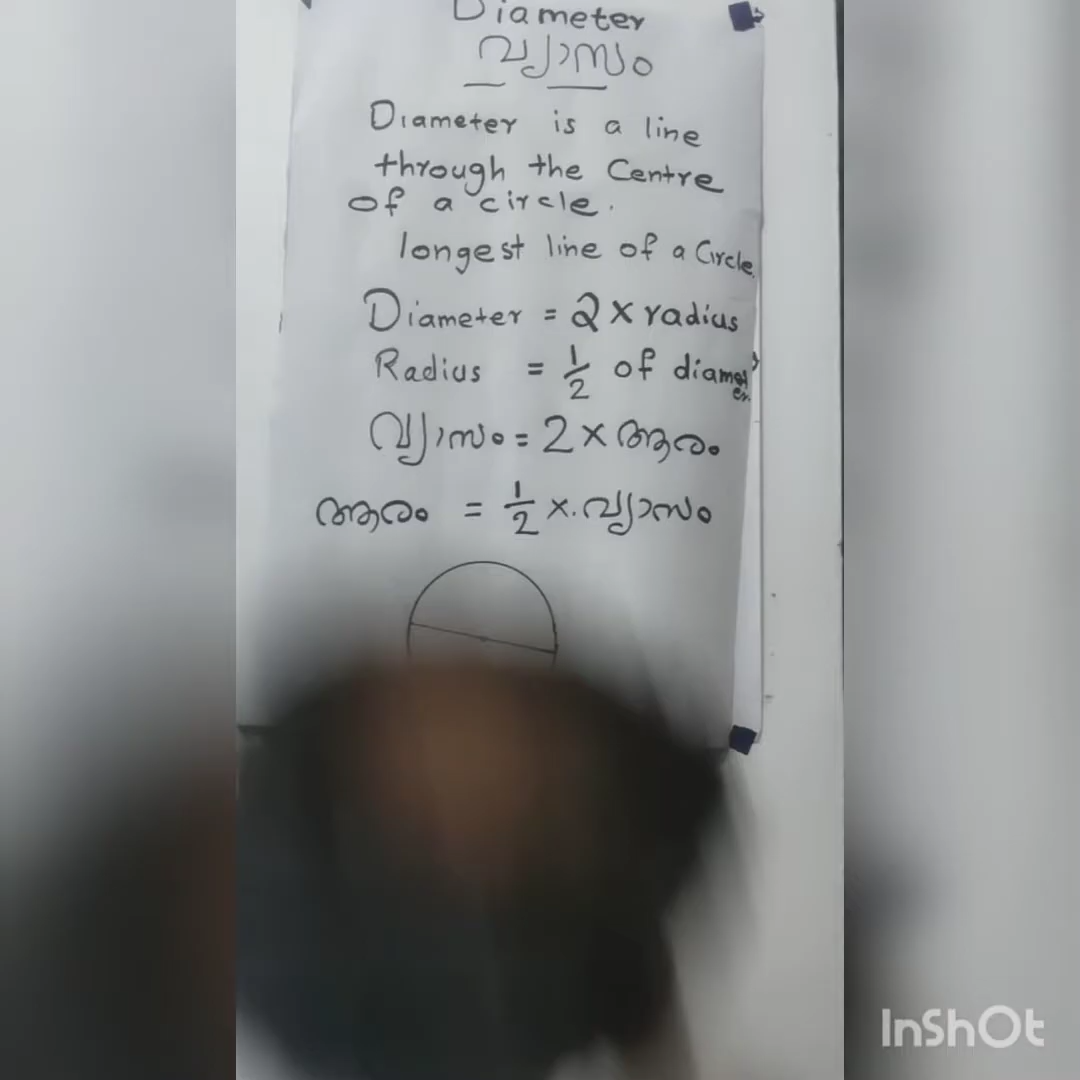 Diameter
വ്യാസം
Diameter is a line
through the Centre
of a circle.
longest line of a Circle.
Diameter = 2 × radius
Radius = 1/2 of diameter.
വ്യാസം = 2 × ആരം
ആരം = 1/2 ×. വ്യാസം
InShOt